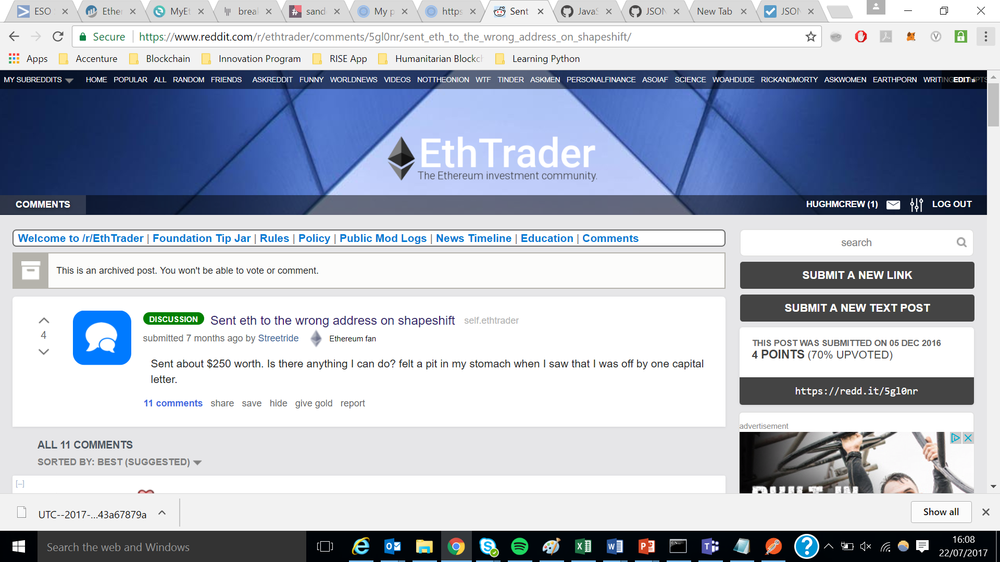 ESO
Ether
MyEt
break
sand
My p
https
Sent
JavaS
JSON
New Tab
JSON
Secure
https://www.reddit.com/r/ethtrader/comments/5gl0nr/sent_eth_to_the_wrong_address_on_shapeshift/
Apps Accenture Blockchain Innovation Program RISE App Humanitarian Blockch Learning Python
MY SUBREDDITS HOME POPULAR ALL RANDOM FRIENDS ASKREDDIT FUNNY WORLDNEWS VIDEOS NOTTHEONION WTF TINDER ASKMEN PERSONALFINANCE ASOIAF SCIENCE WOAHDUDE RICKANDMORTY ASKWOMEN EARTHPORN EDIT »
EthTrader
The Ethereum investment community.
COMMENTS
HUGHMCREW (1) LOG OUT
Welcome to /r/EthTrader | Foundation Tip Jar | Rules | Policy | Public Mod Logs | News Timeline | Education | Comments
search
This is an archived post. You won't be able to vote or comment.
SUBMIT A NEW LINK
SUBMIT A NEW TEXT POST
4
DISCUSSION Sent eth to the wrong address on shapeshift self.ethtrader
submitted 7 months ago by Streetride Ethereum fan
Sent about $250 worth. Is there anything I can do? felt a pit in my stomach when I saw that I was off by one capital
letter.
11 comments share save hide give gold report
THIS POST WAS SUBMITTED ON 05 DEC 2016
4 POINTS (70% UPVOTED)
https://redd.it/5gl0nr
advertisement
ALL 11 COMMENTS
SORTED BY: BEST (SUGGESTED)
[–]
BUILT IN
UTC--2017-...43a67879a
Show all
Search the web and Windows
16:08
22/07/2017